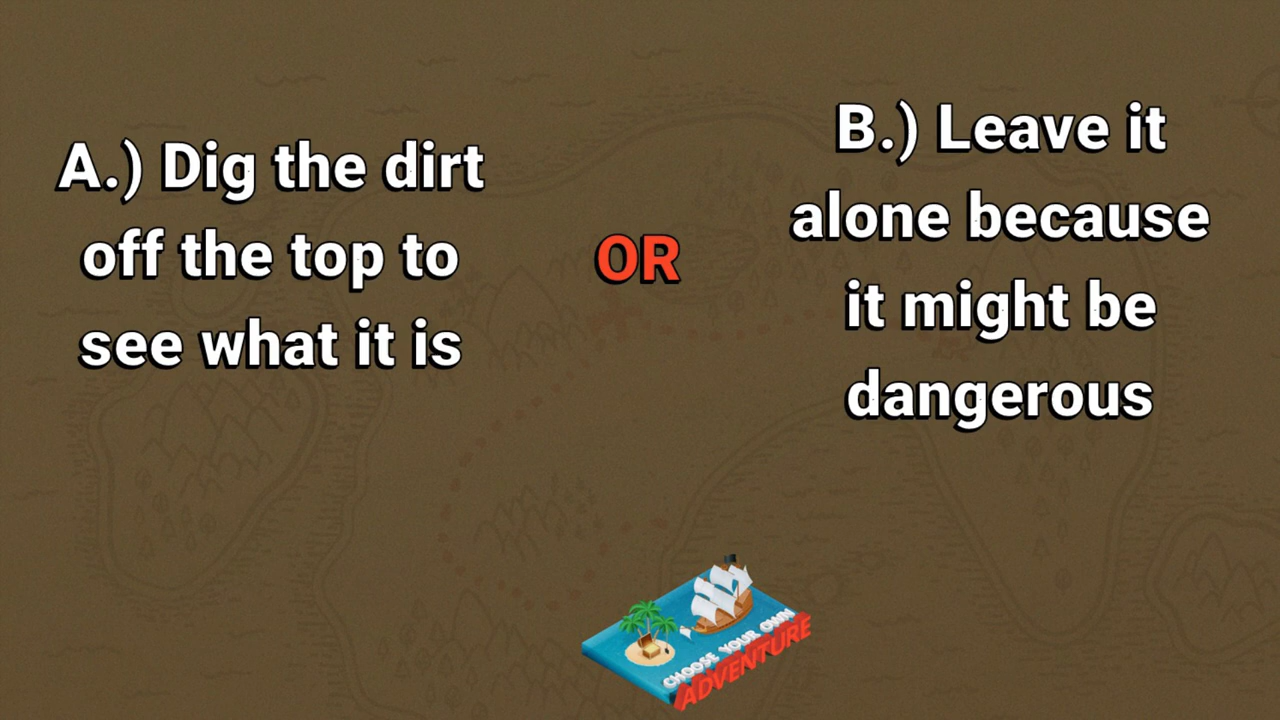 A.) Dig the dirt
off the top to
see what it is
OR
B.) Leave it
alone because
it might be
dangerous
CHOOSE YOUR OWN
ADVENTURE